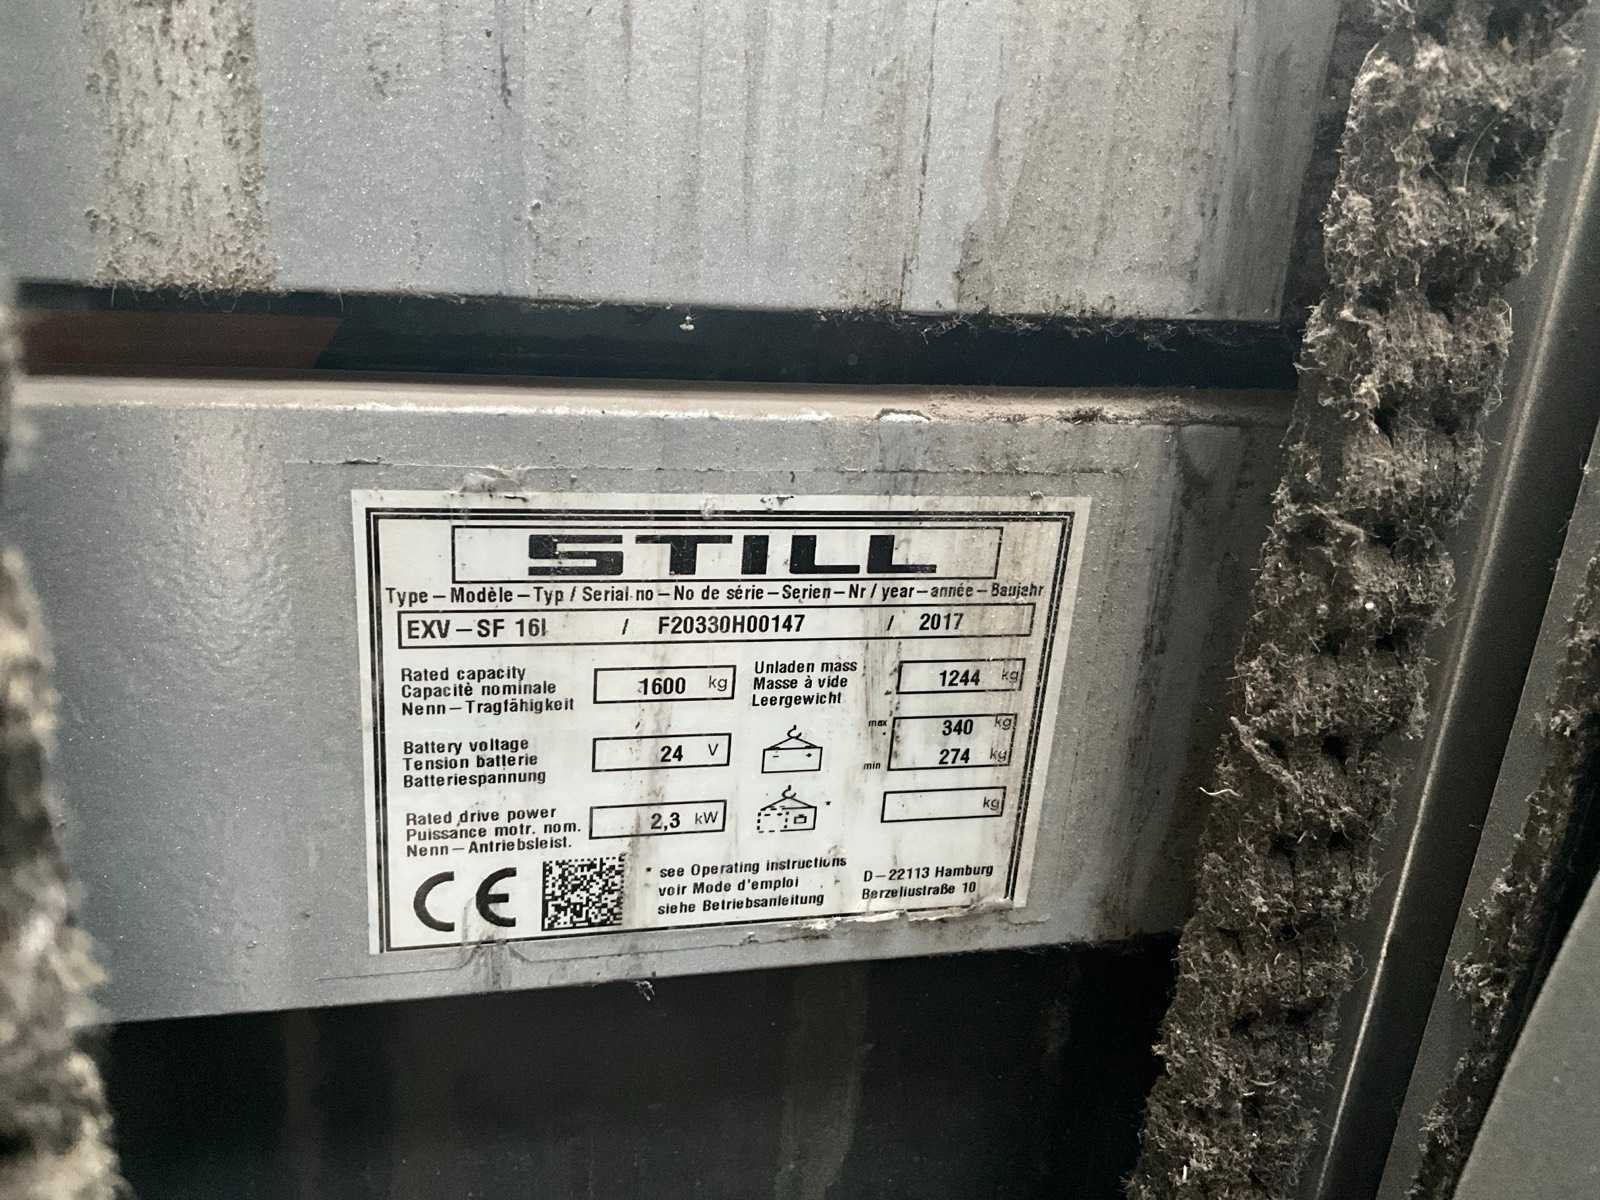 STILL
Type – Modèle – Typ / Serial no – No de série – Serien – Nr / year – année – Baujahr
EXV – SF 16I / F20330H00147 / 2017
Rated capacity
Capacitè nominale
Nenn – Tragfähigkeit
1600 kg
Unladen mass
Masse à vide
Leergewicht
1244 kg
Battery voltage
Tension batterie
Batteriespannung
24 V
- +
max 340 kg
min 274 kg
Rated drive power
Puissance motr. nom.
Nenn – Antriebsleist.
2,3 kW
*
kg
CE
* see Operating instructions
voir Mode d'emploi
siehe Betriebsanleitung
D – 22113 Hamburg
Berzeliusstraße 10